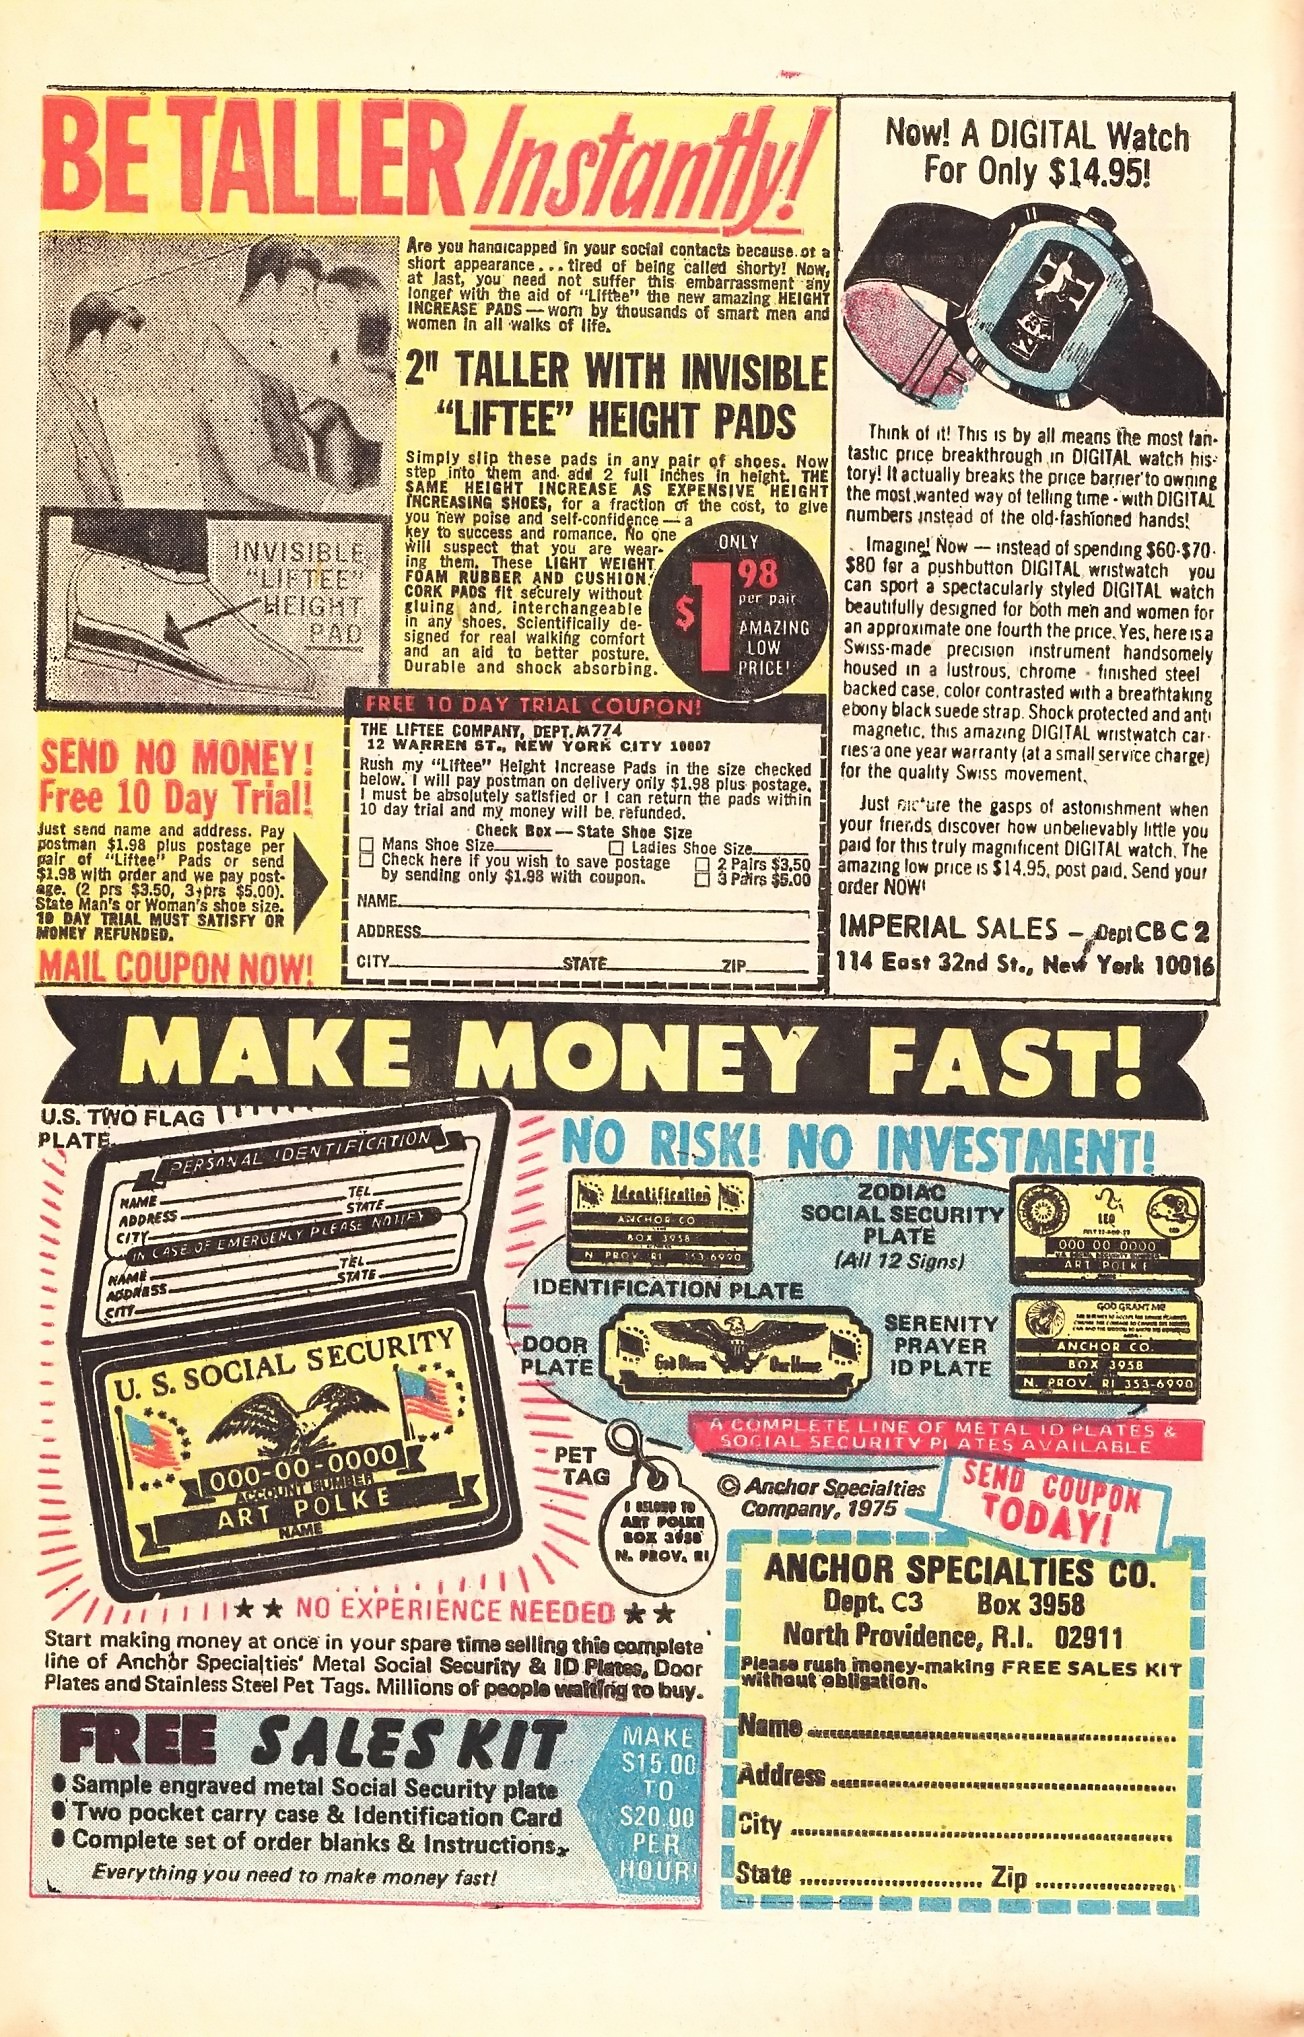 BE TALLER Instantly!
Are you handicapped in your social contacts because of a
short appearance... tired of being called shorty! Now,
at last, you need not suffer this embarrassment any
longer with the aid of "Liftee" the new amazing HEIGHT
INCREASE PADS — worn by thousands of smart men and
women in all walks of life.
2" TALLER WITH INVISIBLE
"LIFTEE" HEIGHT PADS
Simply slip these pads in any pair of shoes. Now
step into them and add 2 full inches in height. THE
SAME HEIGHT INCREASE AS EXPENSIVE HEIGHT
INCREASING SHOES, for a fraction of the cost, to give
you new poise and self-confidence — a
key to success and romance. No one
will suspect that you are wear-
ing them. These LIGHT WEIGHT
FOAM RUBBER AND CUSHION
CORK PADS fit securely without
gluing and interchangeable
in any shoes. Scientifically de-
signed for real walking comfort
and an aid to better posture.
Durable and shock absorbing.
ONLY
$1 98
per pair
AMAZING
LOW
PRICE!
INVISIBLE
"LIFTEE"
HEIGHT
PAD
SEND NO MONEY!
Free 10 Day Trial!
Just send name and address. Pay
postman $1.98 plus postage per
pair of "Liftee" Pads or send
$1.98 with order and we pay post-
age. (2 prs $3.50, 3 prs $5.00).
State Man's or Woman's shoe size.
10 DAY TRIAL MUST SATISFY OR
MONEY REFUNDED.
MAIL COUPON NOW!
FREE 10 DAY TRIAL COUPON!
THE LIFTEE COMPANY, DEPT. M774
12 WARREN ST., NEW YORK CITY 10007
Rush my "Liftee" Height Increase Pads in the size checked
below. I will pay postman on delivery only $1.98 plus postage.
I must be absolutely satisfied or I can return the pads within
10 day trial and my money will be refunded.
Check Box — State Shoe Size
Mans Shoe Size Ladies Shoe Size
Check here if you wish to save postage 2 Pairs $3.50
by sending only $1.98 with coupon. 3 Pairs $5.00
NAME
ADDRESS
CITY STATE ZIP
Now! A DIGITAL Watch
For Only $14.95!
Think of it! This is by all means the most fan-
tastic price breakthrough in DIGITAL watch his-
tory! It actually breaks the price barrier to owning
the most wanted way of telling time - with DIGITAL
numbers instead of the old-fashioned hands!
Imagine! Now — instead of spending $60-$70-
$80 for a pushbutton DIGITAL wristwatch you
can sport a spectacularly styled DIGITAL watch
beautifully designed for both men and women for
an approximate one fourth the price. Yes, here is a
Swiss-made precision instrument handsomely
housed in a lustrous, chrome - finished steel
backed case, color contrasted with a breathtaking
ebony black suede strap. Shock protected and anti
magnetic, this amazing DIGITAL wristwatch car-
ries a one year warranty (at a small service charge)
for the quality Swiss movement.
Just picture the gasps of astonishment when
your friends discover how unbelievably little you
paid for this truly magnificent DIGITAL watch. The
amazing low price is $14.95, post paid. Send your
order NOW!
IMPERIAL SALES - Dept CBC 2
114 East 32nd St., New York 10016
MAKE MONEY FAST!
U.S. TWO FLAG
PLATE
PERSONAL IDENTIFICATION
NAME TEL
ADDRESS STATE
CITY
IN CASE OF EMERGENCY PLEASE NOTIFY
NAME TEL
ADDRESS STATE
CITY
U. S. SOCIAL SECURITY
000-00-0000
ACCOUNT NUMBER
ART POLKE
NAME
NO RISK! NO INVESTMENT!
Identification
ANCHOR CO
BOX 3958
N. PROV. RI 353-6990
IDENTIFICATION PLATE
ZODIAC
SOCIAL SECURITY
PLATE
(All 12 Signs)
LEO
000 00 0000
ART POLKE
DOOR
PLATE
God Bless Our Home
SERENITY
PRAYER
ID PLATE
GOD GRANT ME
ANCHOR CO.
BOX 3958
N. PROV. RI 353-6990
A COMPLETE LINE OF METAL ID PLATES &
SOCIAL SECURITY PLATES AVAILABLE
PET
TAG
I BELONG TO
ART POLKE
BOX 3958
N. PROV. RI
© Anchor Specialties
Company, 1975
SEND COUPON
TODAY!
★ ★ NO EXPERIENCE NEEDED ★ ★
Start making money at once in your spare time selling this complete
line of Anchor Specialties' Metal Social Security & ID Plates, Door
Plates and Stainless Steel Pet Tags. Millions of people waiting to buy.
FREE SALES KIT
• Sample engraved metal Social Security plate
• Two pocket carry case & Identification Card
• Complete set of order blanks & Instructions
Everything you need to make money fast!
MAKE
$15.00
TO
$20.00
PER
HOUR!
ANCHOR SPECIALTIES CO.
Dept. C3 Box 3958
North Providence, R.I. 02911
Please rush money-making FREE SALES KIT
without obligation.
Name
Address
City
State Zip